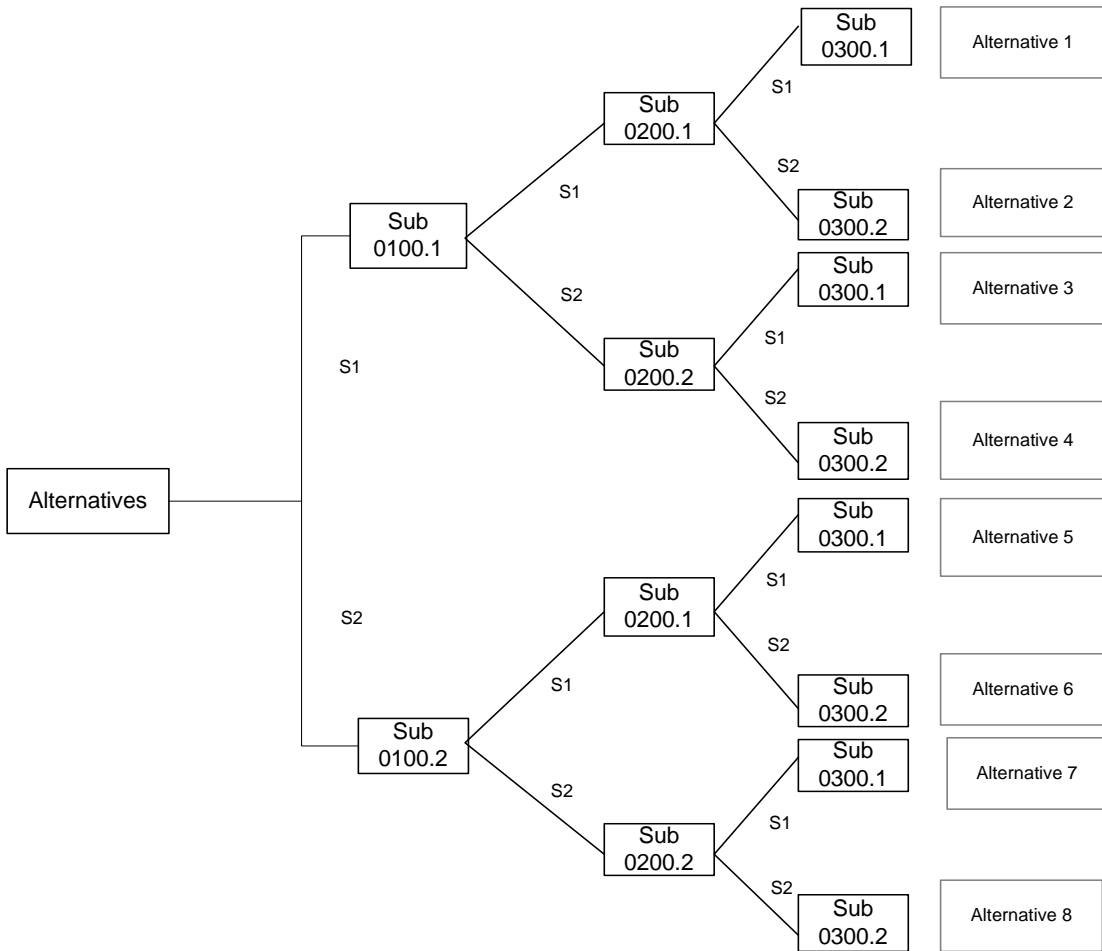 Sub
0300.1
Alternative 1
S1
Sub
0200.1
S2
S1
Sub
0300.2
Alternative 2
Sub
0100.1
Sub
0300.1
Alternative 3
S2
S1
Sub
0200.2
S1
S2
Sub
0300.2
Alternative 4
Alternatives
Sub
0300.1
Alternative 5
S1
Sub
0200.1
S2
S2
S1
Sub
0300.2
Alternative 6
Sub
0100.2
Sub
0300.1
Alternative 7
S2
S1
Sub
0200.2
S2
Sub
0300.2
Alternative 8